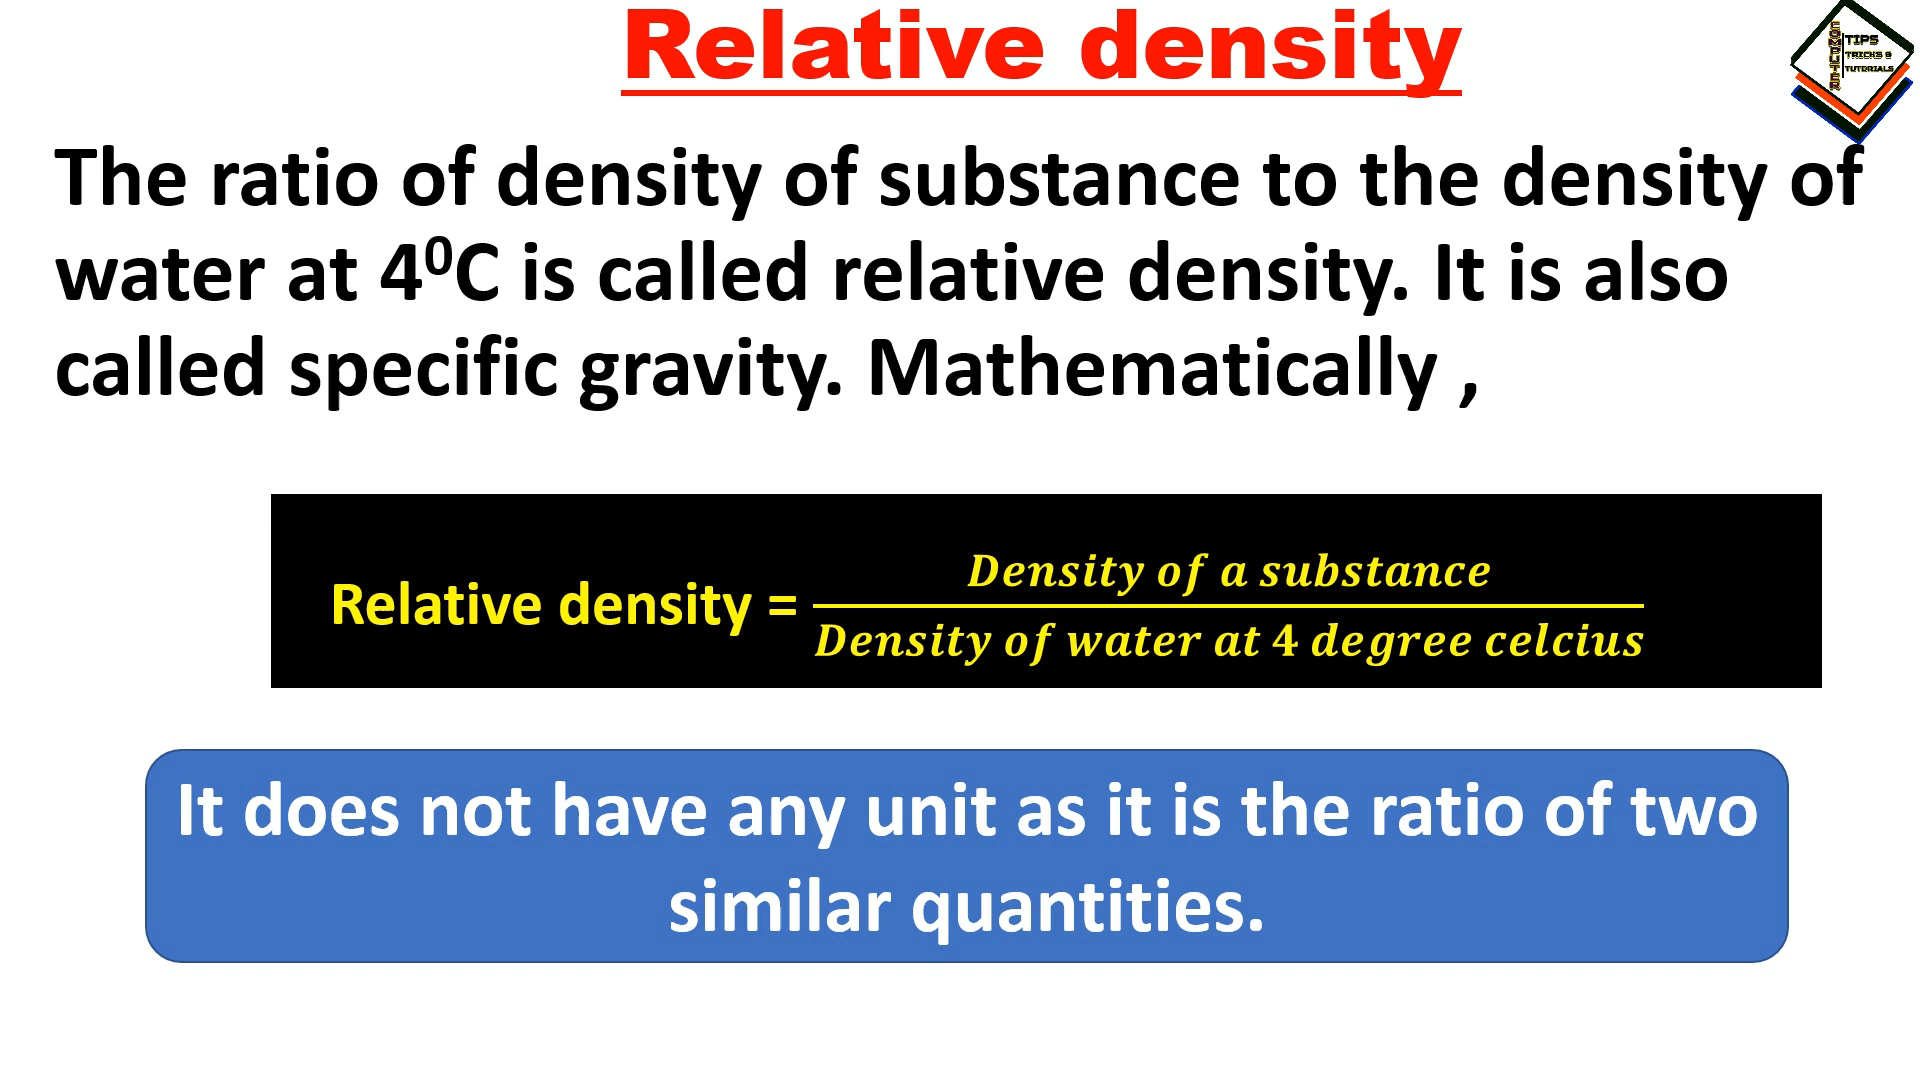 Relative density
COMPUTER
TIPS
TRICKS &
TUTORIALS
The ratio of density of substance to the density of
water at 4⁰C is called relative density. It is also
called specific gravity. Mathematically ,
Relative density = Density of a substance
Density of water at 4 degree celcius
It does not have any unit as it is the ratio of two
similar quantities.